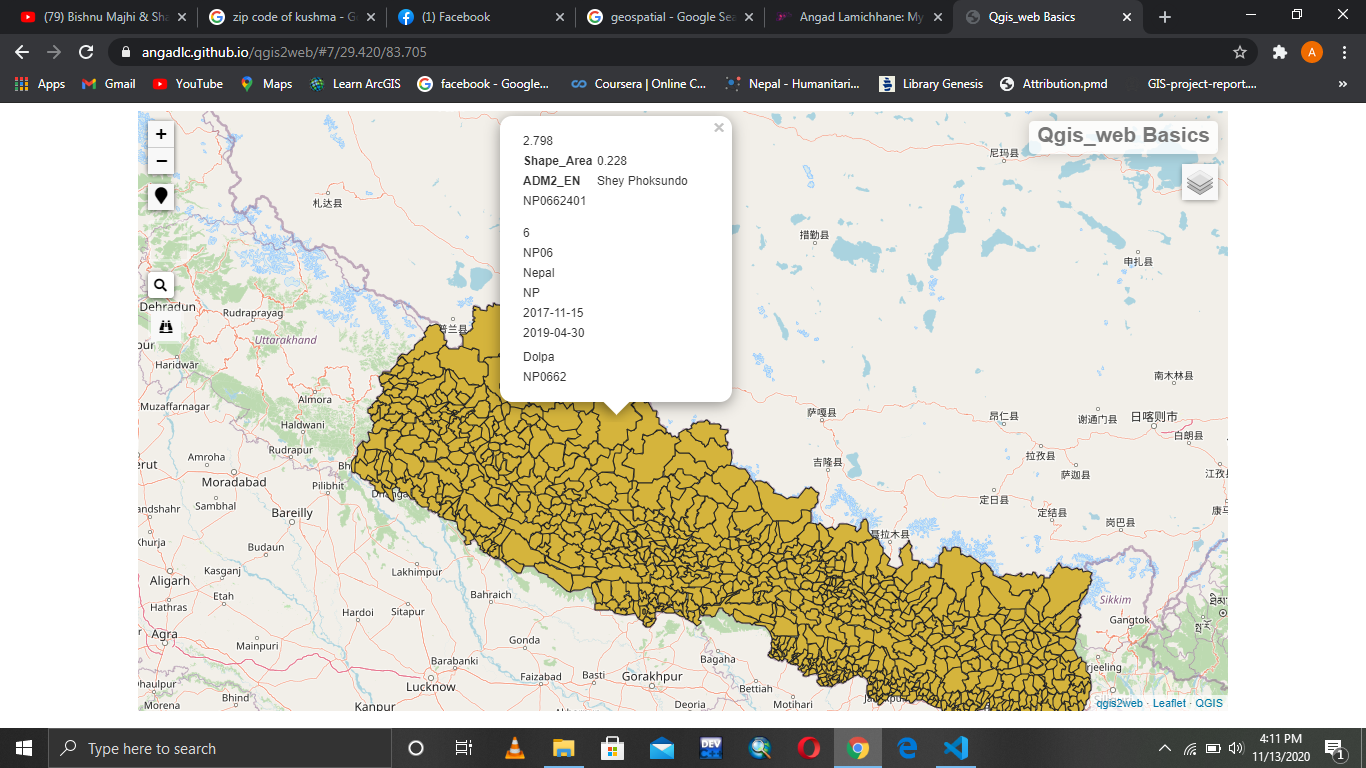 (79) Bishnu Majhi & Sha
zip code of kushma - G
(1) Facebook
geospatial - Google Sea
Angad Lamichhane: My
Qgis_web Basics
angadlc.github.io/qgis2web/#7/29.420/83.705
A
Apps
Gmail
YouTube
Maps
Learn ArcGIS
facebook - Google...
Coursera | Online C...
Nepal - Humanitari...
Library Genesis
Attribution.pmd
GIS-project-report....
»
+
−
Qgis_web Basics
×
2.798
Shape_Area 0.228
ADM2_EN Shey Phoksundo
NP0662401
6
NP06
Nepal
NP
2017-11-15
2019-04-30
Dolpa
NP0662
尼玛县
札达县
措勤县
申扎县
Dehradun
Rudraprayag
普兰县
Uttarakhand
Haridwār
南木林县
Muzaffarnagar
Almora
萨嘎县
昂仁县
谢通门县
日喀则市
Haldwani
白朗县
Rudrapur
拉孜县
Amroha
吉隆县
萨迦县
Moradabad
Pilibhit
定日县
Sambhal
定结县
Bareilly
岗巴县
聂拉木县
Khurja
Budaun
Lakhimpur
Aligarh
Kasganj
Bahraich
Sikkim
Hathras
Etah
Hardoi
Sitapur
Gangtok
Agra
Mainpuri
Gonda
Barabanki
Faizabad
Basti
Gorakhpur
Bagaha
Lucknow
Bettiah
Bhind
Morena
Kanpur
Deoria
Motihari
qgis2web · Leaflet · QGIS
Type here to search
DEV
C++
4:11 PM
11/13/2020
1